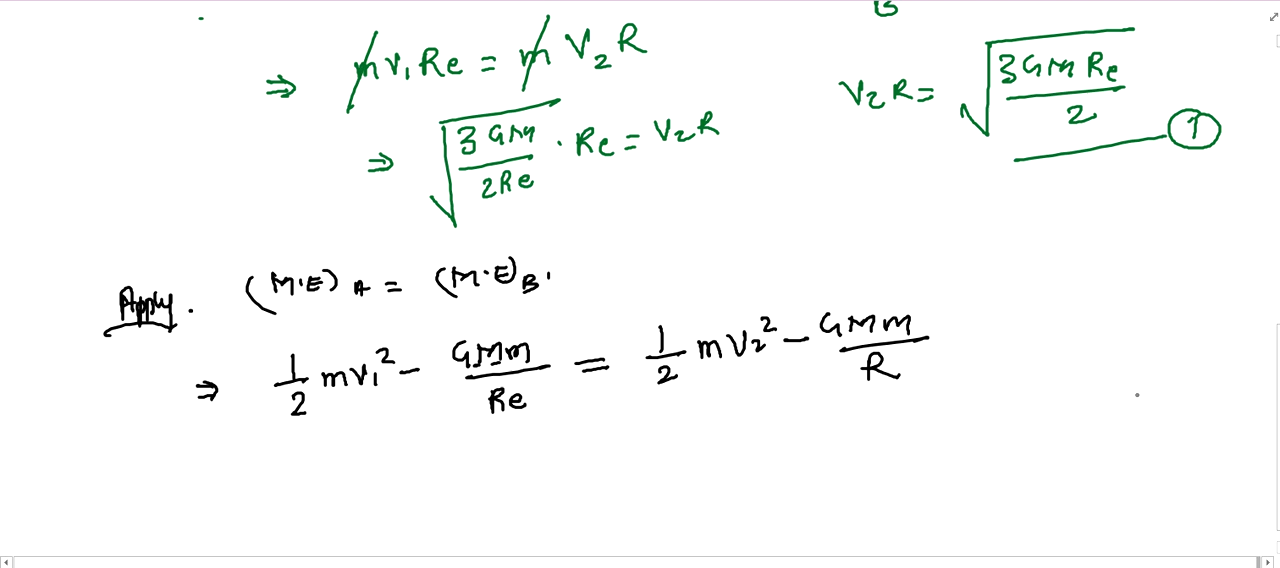 B
⇒ mv₁Re = m V₂R
V₂R = √(3GMRe/2) ①
⇒ √(3GM/2Re) · Re = V₂R
Apply. (M.E)A = (M.E)B.
⇒ 1/2 mv₁² - GMm/Re = 1/2 mv₂² - GMm/R